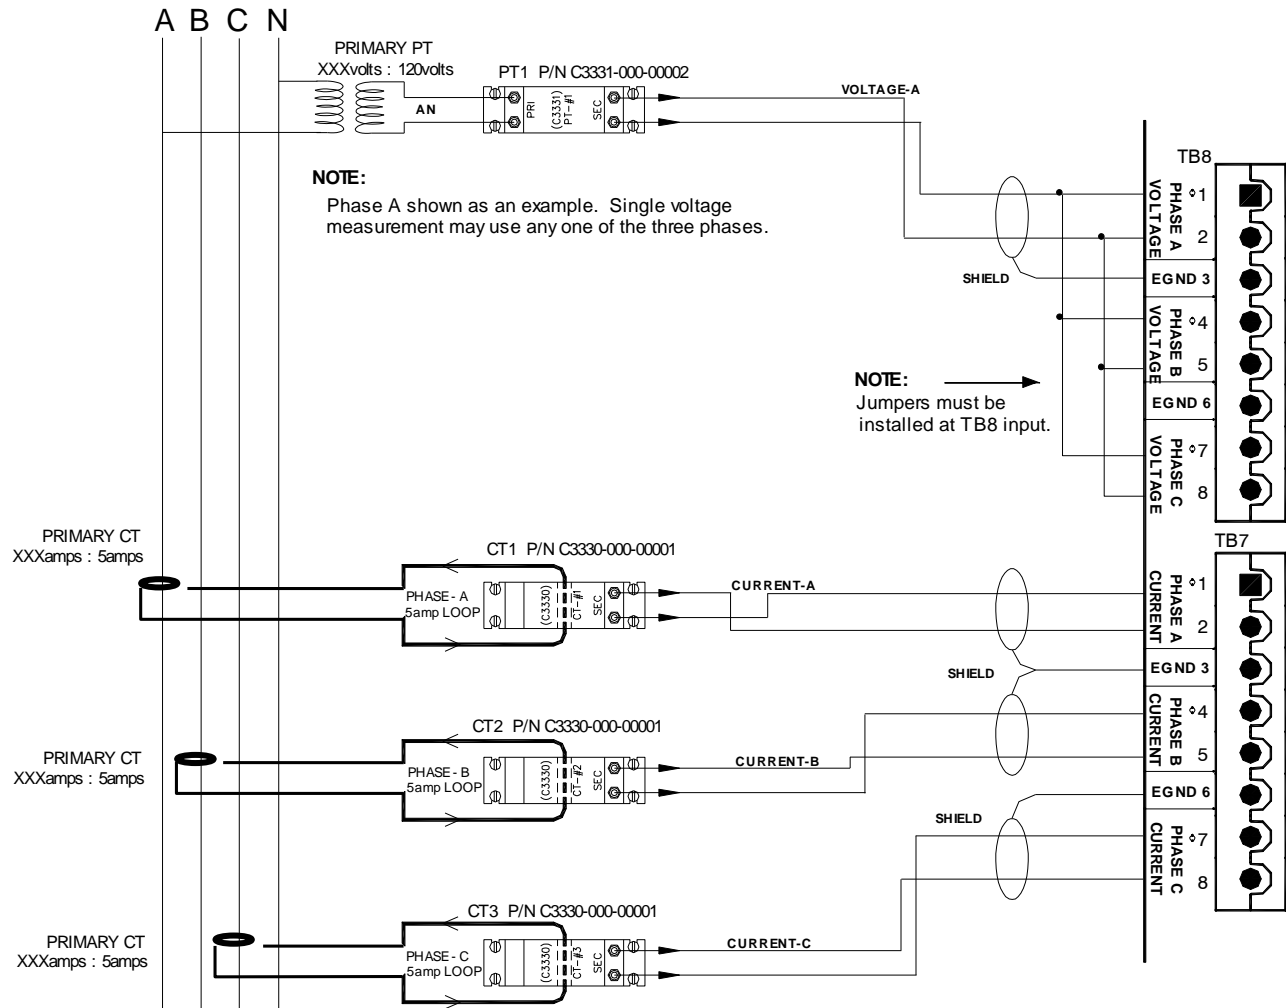 A B C N
PRIMARY PT
XXXvolts : 120volts
PT1 P/N C3331-000-00002
AN
PRI
(C3331)
PT-#1
SEC
VOLTAGE-A
NOTE:
Phase A shown as an example. Single voltage
measurement may use any one of the three phases.
TB8
PHASE A
VOLTAGE
1
2
SHIELD
EGND 3
PHASE B
VOLTAGE
4
5
EGND 6
PHASE C
VOLTAGE
7
8
NOTE:
Jumpers must be
installed at TB8 input.
PRIMARY CT
XXXamps : 5amps
CT1 P/N C3330-000-00001
PHASE - A
5amp LOOP
(C3330)
CT-#1
SEC
CURRENT-A
TB7
PHASE A
CURRENT
1
2
SHIELD
EGND 3
PRIMARY CT
XXXamps : 5amps
CT2 P/N C3330-000-00001
PHASE - B
5amp LOOP
(C3330)
CT-#2
SEC
CURRENT-B
PHASE B
CURRENT
4
5
EGND 6
SHIELD
PHASE C
CURRENT
7
8
PRIMARY CT
XXXamps : 5amps
CT3 P/N C3330-000-00001
PHASE - C
5amp LOOP
(C3330)
CT-#3
SEC
CURRENT-C